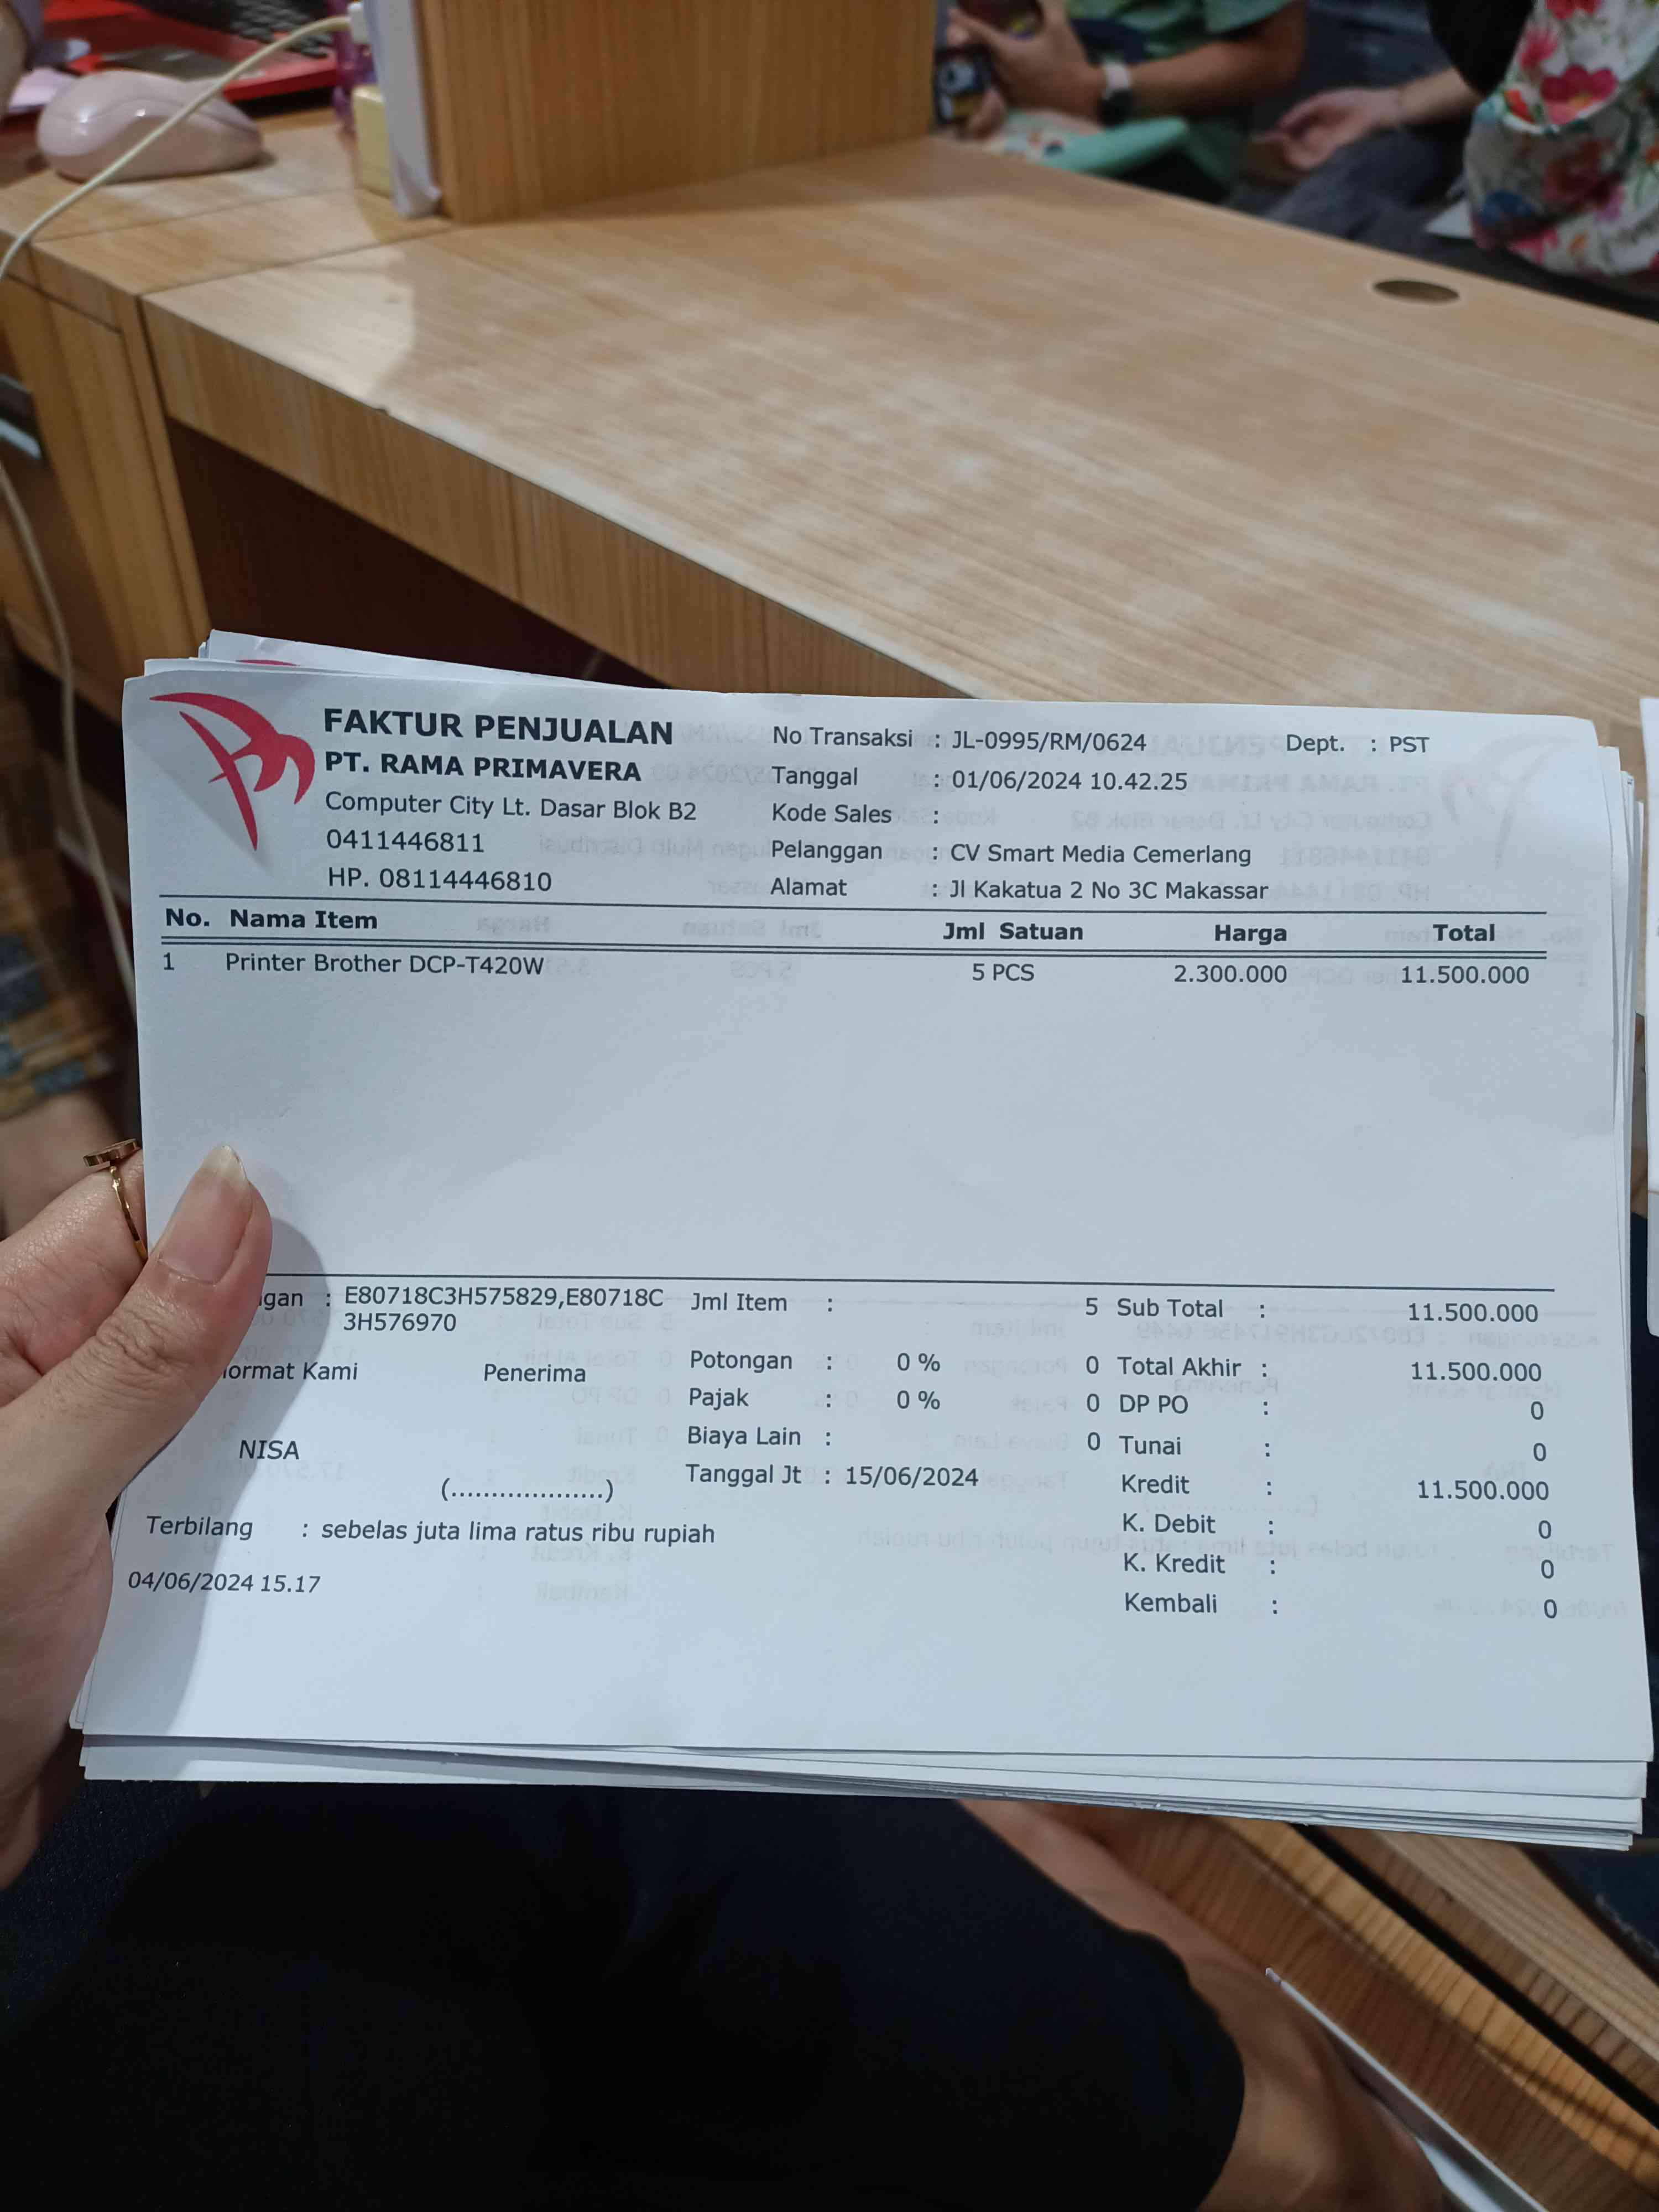 FAKTUR PENJUALAN
PT. RAMA PRIMAVERA
Computer City Lt. Dasar Blok B2
0411446811
HP. 08114446810
No Transaksi : JL-0995/RM/0624 Dept. : PST
Tanggal : 01/06/2024 10.42.25
Kode Sales :
Pelanggan : CV Smart Media Cemerlang
Alamat : Jl Kakatua 2 No 3C Makassar
No. Nama Item Jml Satuan Harga Total
1 Printer Brother DCP-T420W 5 PCS 2.300.000 11.500.000
gan : E80718C3H575829,E80718C
3H576970
ormat Kami Penerima
NISA
(...................)
Jml Item : 5
Potongan : 0 % 0
Pajak : 0 % 0
Biaya Lain : 0
Tanggal Jt : 15/06/2024
Sub Total : 11.500.000
Total Akhir : 11.500.000
DP PO : 0
Tunai : 0
Kredit : 11.500.000
K. Debit : 0
K. Kredit : 0
Kembali : 0
Terbilang : sebelas juta lima ratus ribu rupiah
04/06/2024 15.17